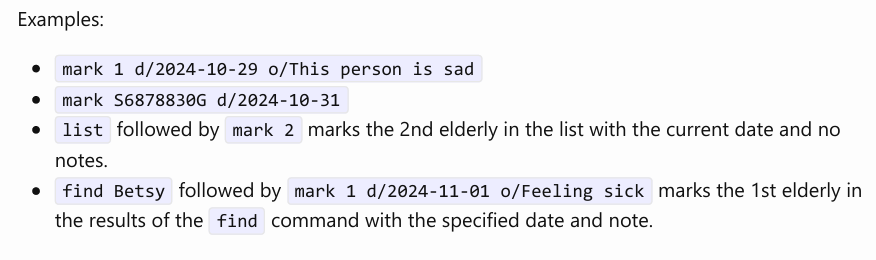 Examples:
• mark 1 d/2024-10-29 o/This person is sad
• mark S6878830G d/2024-10-31
• list followed by mark 2 marks the 2nd elderly in the list with the current date and no
notes.
• find Betsy followed by mark 1 d/2024-11-01 o/Feeling sick marks the 1st elderly in
the results of the find command with the specified date and note.